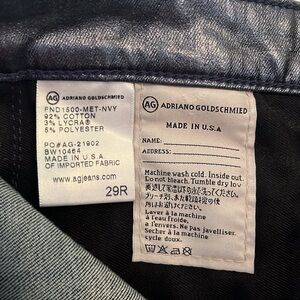 AG ADRIANO GOLDSCHMIED
FND1500-MET-NVY
92% COTTON
3% LYCRA®
5% POLYESTER
PO#AG-21902
BW10464
MADE IN U.S.A
OF IMPORTED FABRIC
www.agjeans.com
29R
AG ADRIANO GOLDSCHMIED
MADE IN U.S.A
NAME:
ADDRESS:
Machine wash cold. Inside out.
Do not bleach. Tumble dry low
Laver à la machine
à l'eau froide,
à l'envers. Ne pas javelliser.
Sécher à la machine
cycle doux.